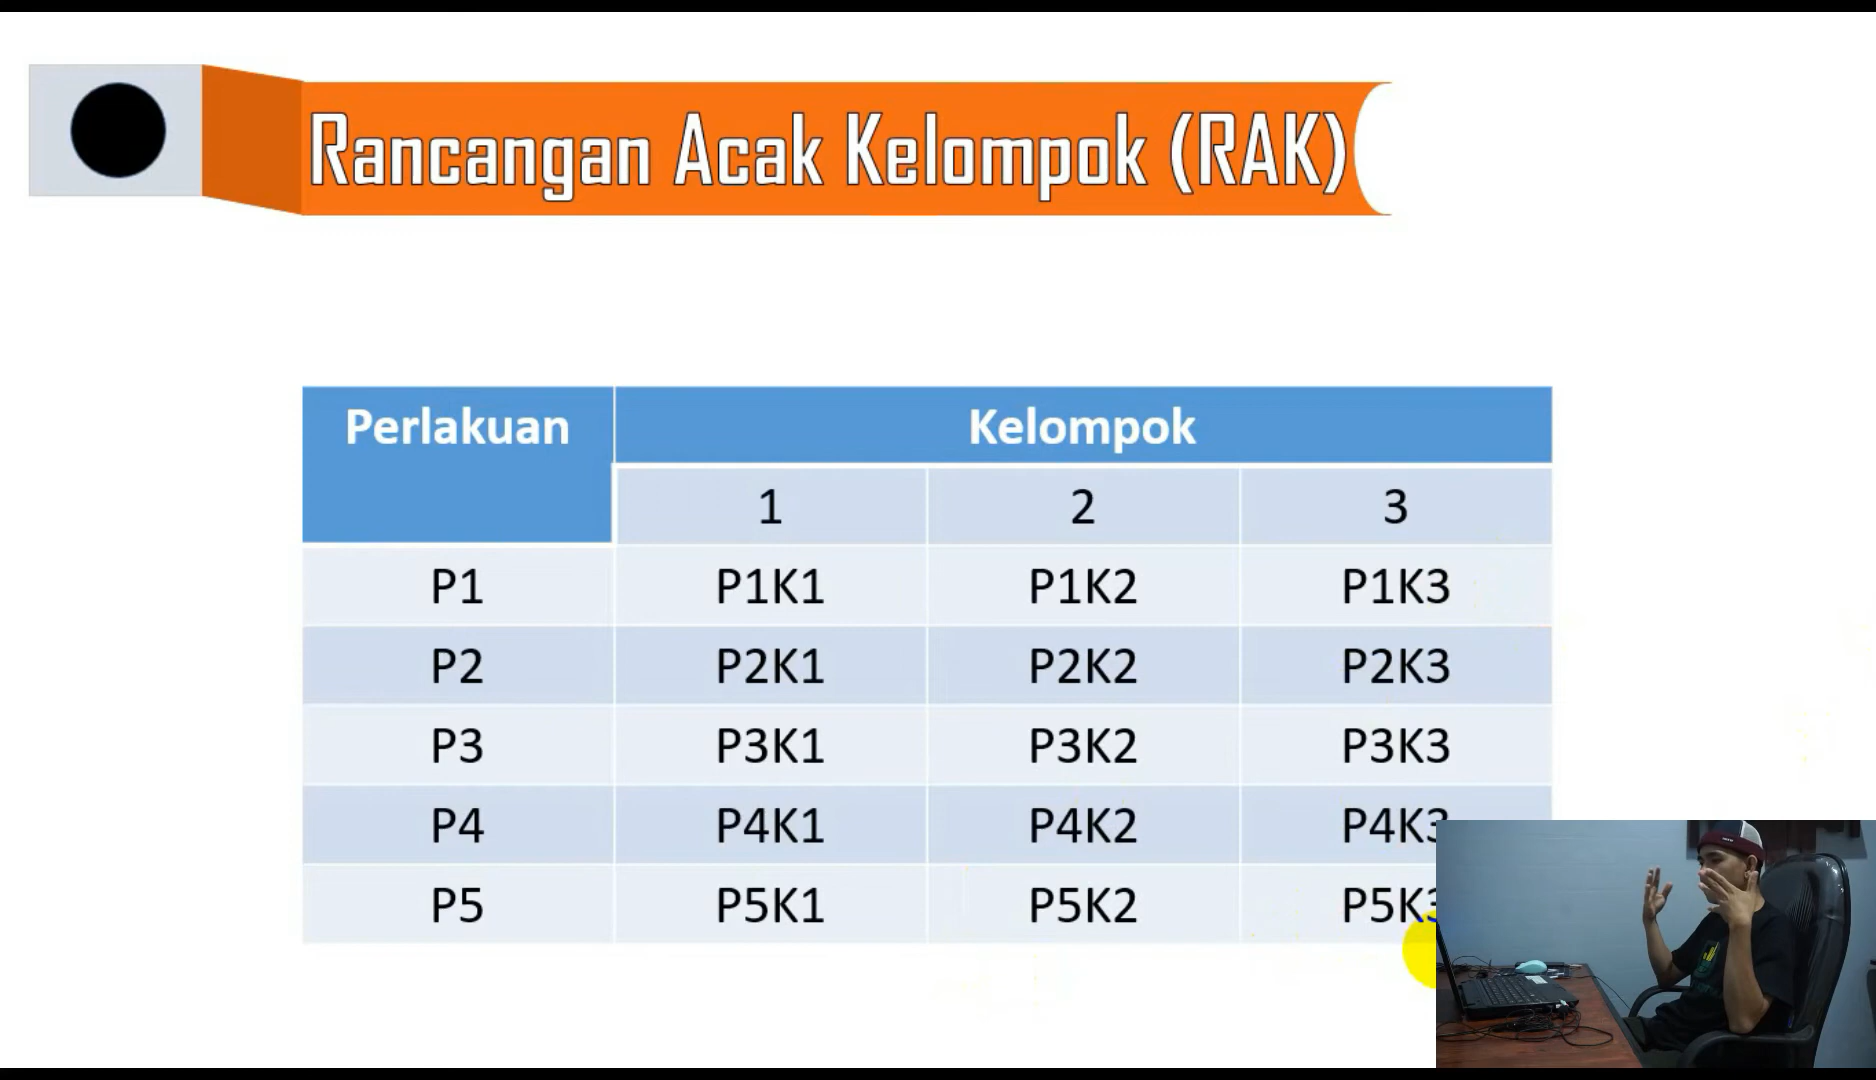 Rancangan Acak Kelompok (RAK)
Perlakuan Kelompok
1 2 3
P1 P1K1 P1K2 P1K3
P2 P2K1 P2K2 P2K3
P3 P3K1 P3K2 P3K3
P4 P4K1 P4K2 P4K3
P5 P5K1 P5K2 P5K3